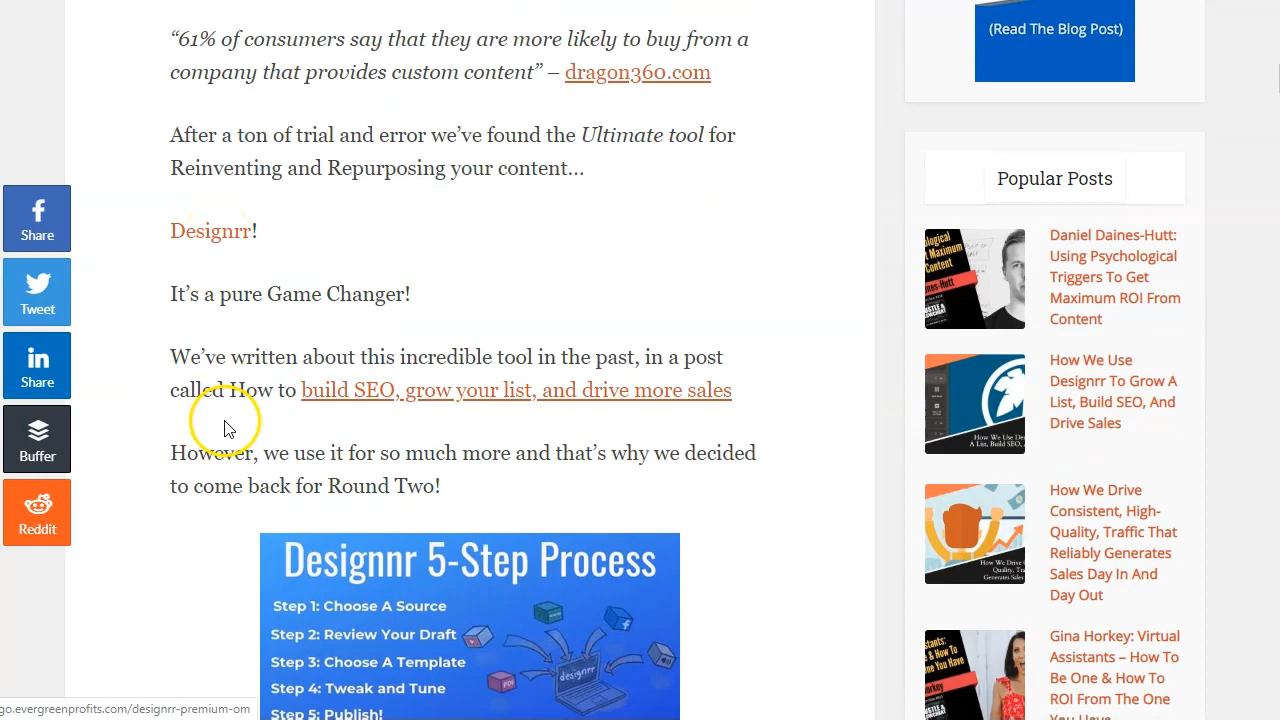 (Read The Blog Post)
“61% of consumers say that they are more likely to buy from a
company that provides custom content” – dragon360.com
After a ton of trial and error we’ve found the Ultimate tool for
Reinventing and Repurposing your content…
Designrr!
It’s a pure Game Changer!
We’ve written about this incredible tool in the past, in a post
called How to build SEO, grow your list, and drive more sales
However, we use it for so much more and that’s why we decided
to come back for Round Two!
Designnr 5-Step Process
Step 1: Choose A Source
Step 2: Review Your Draft
Step 3: Choose A Template
Step 4: Tweak and Tune
Step 5: Publish!
designrr
PDF
Share
Tweet
Share
Buffer
Reddit
Popular Posts
Daniel Daines-Hutt:
Using Psychological
Triggers To Get
Maximum ROI From
Content
How We Use
Designrr To Grow A
List, Build SEO, And
Drive Sales
How We Drive
Consistent, High-
Quality, Traffic That
Reliably Generates
Sales Day In And
Day Out
Gina Horkey: Virtual
Assistants – How To
Be One & How To
ROI From The One
You Have
go.evergreenprofits.com/designrr-premium-om